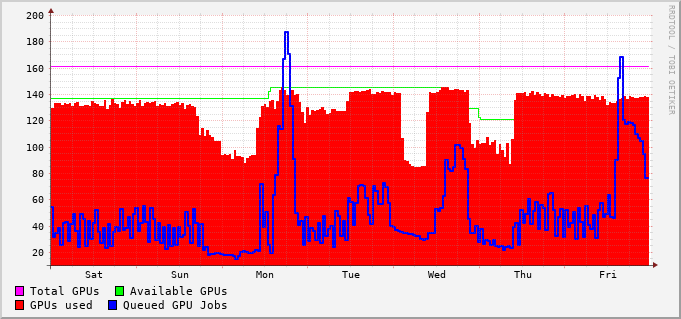 200
180
160
140
120
100
80
60
40
20
Sat Sun Mon Tue Wed Thu Fri
Total GPUs Available GPUs
GPUs used Queued GPU Jobs
RRDTOOL / TOBI OETIKER